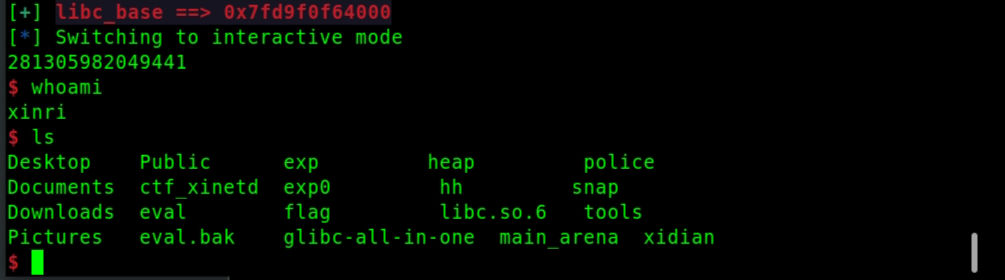 [+] libc_base ==> 0x7fd9f0f64000
[*] Switching to interactive mode
281305982049441
$ whoami
xinri
$ ls
Desktop Public exp heap police
Documents ctf_xinetd exp0 hh snap
Downloads eval flag libc.so.6 tools
Pictures eval.bak glibc-all-in-one main_arena xidian
$